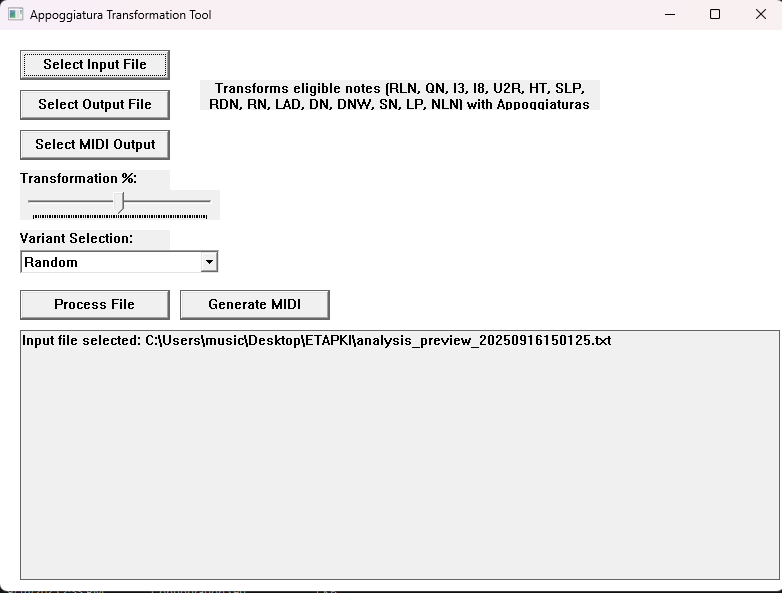 Appoggiatura Transformation Tool
Select Input File
Select Output File
Transforms eligible notes (RLN, QN, I3, I8, U2R, HT, SLP,
RDN, RN, LAD, DN, DNW, SN, LP, NLN) with Appoggiaturas
Select MIDI Output
Transformation %:
Variant Selection:
Random
Process File
Generate MIDI
Input file selected: C:\Users\music\Desktop\ETAPKI\analysis_preview_20250916150125.txt